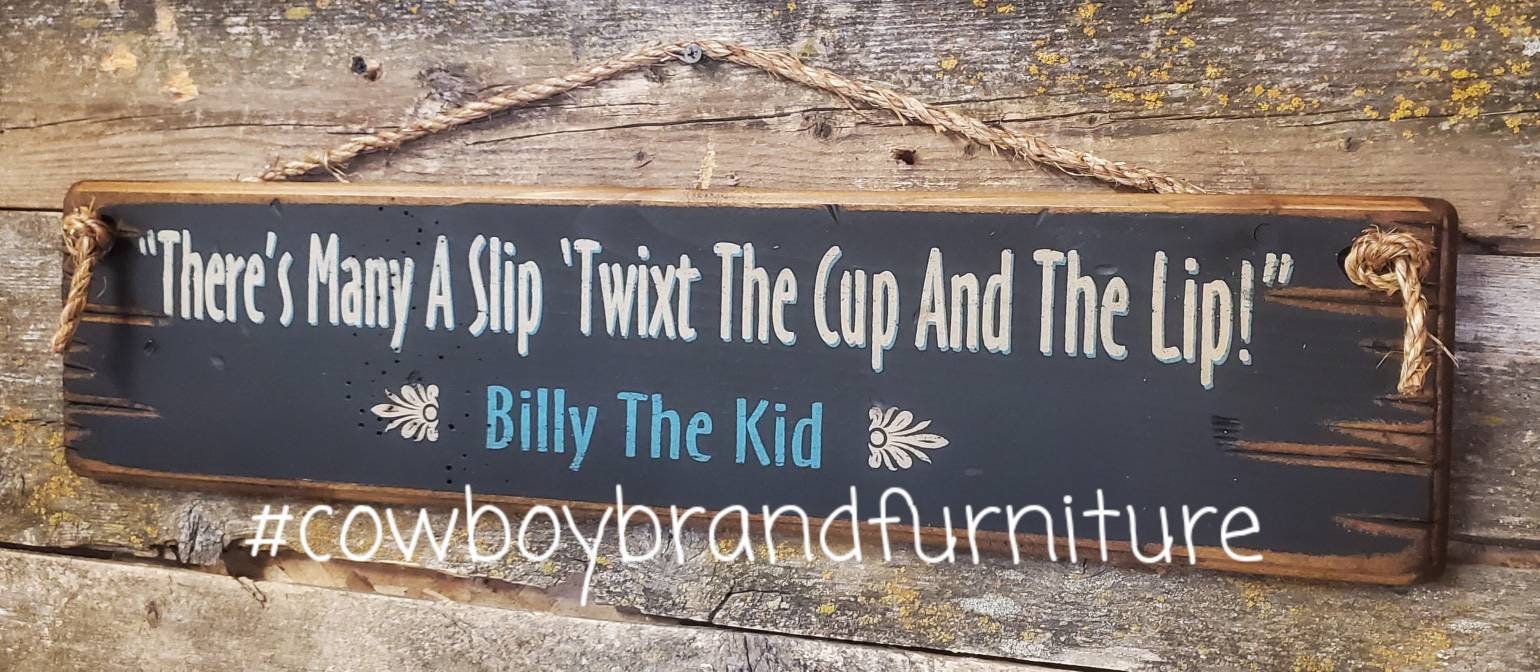 “There's Many A Slip ‘Twixt The Cup And The Lip!”
Billy The Kid
#cowboybrandfurniture